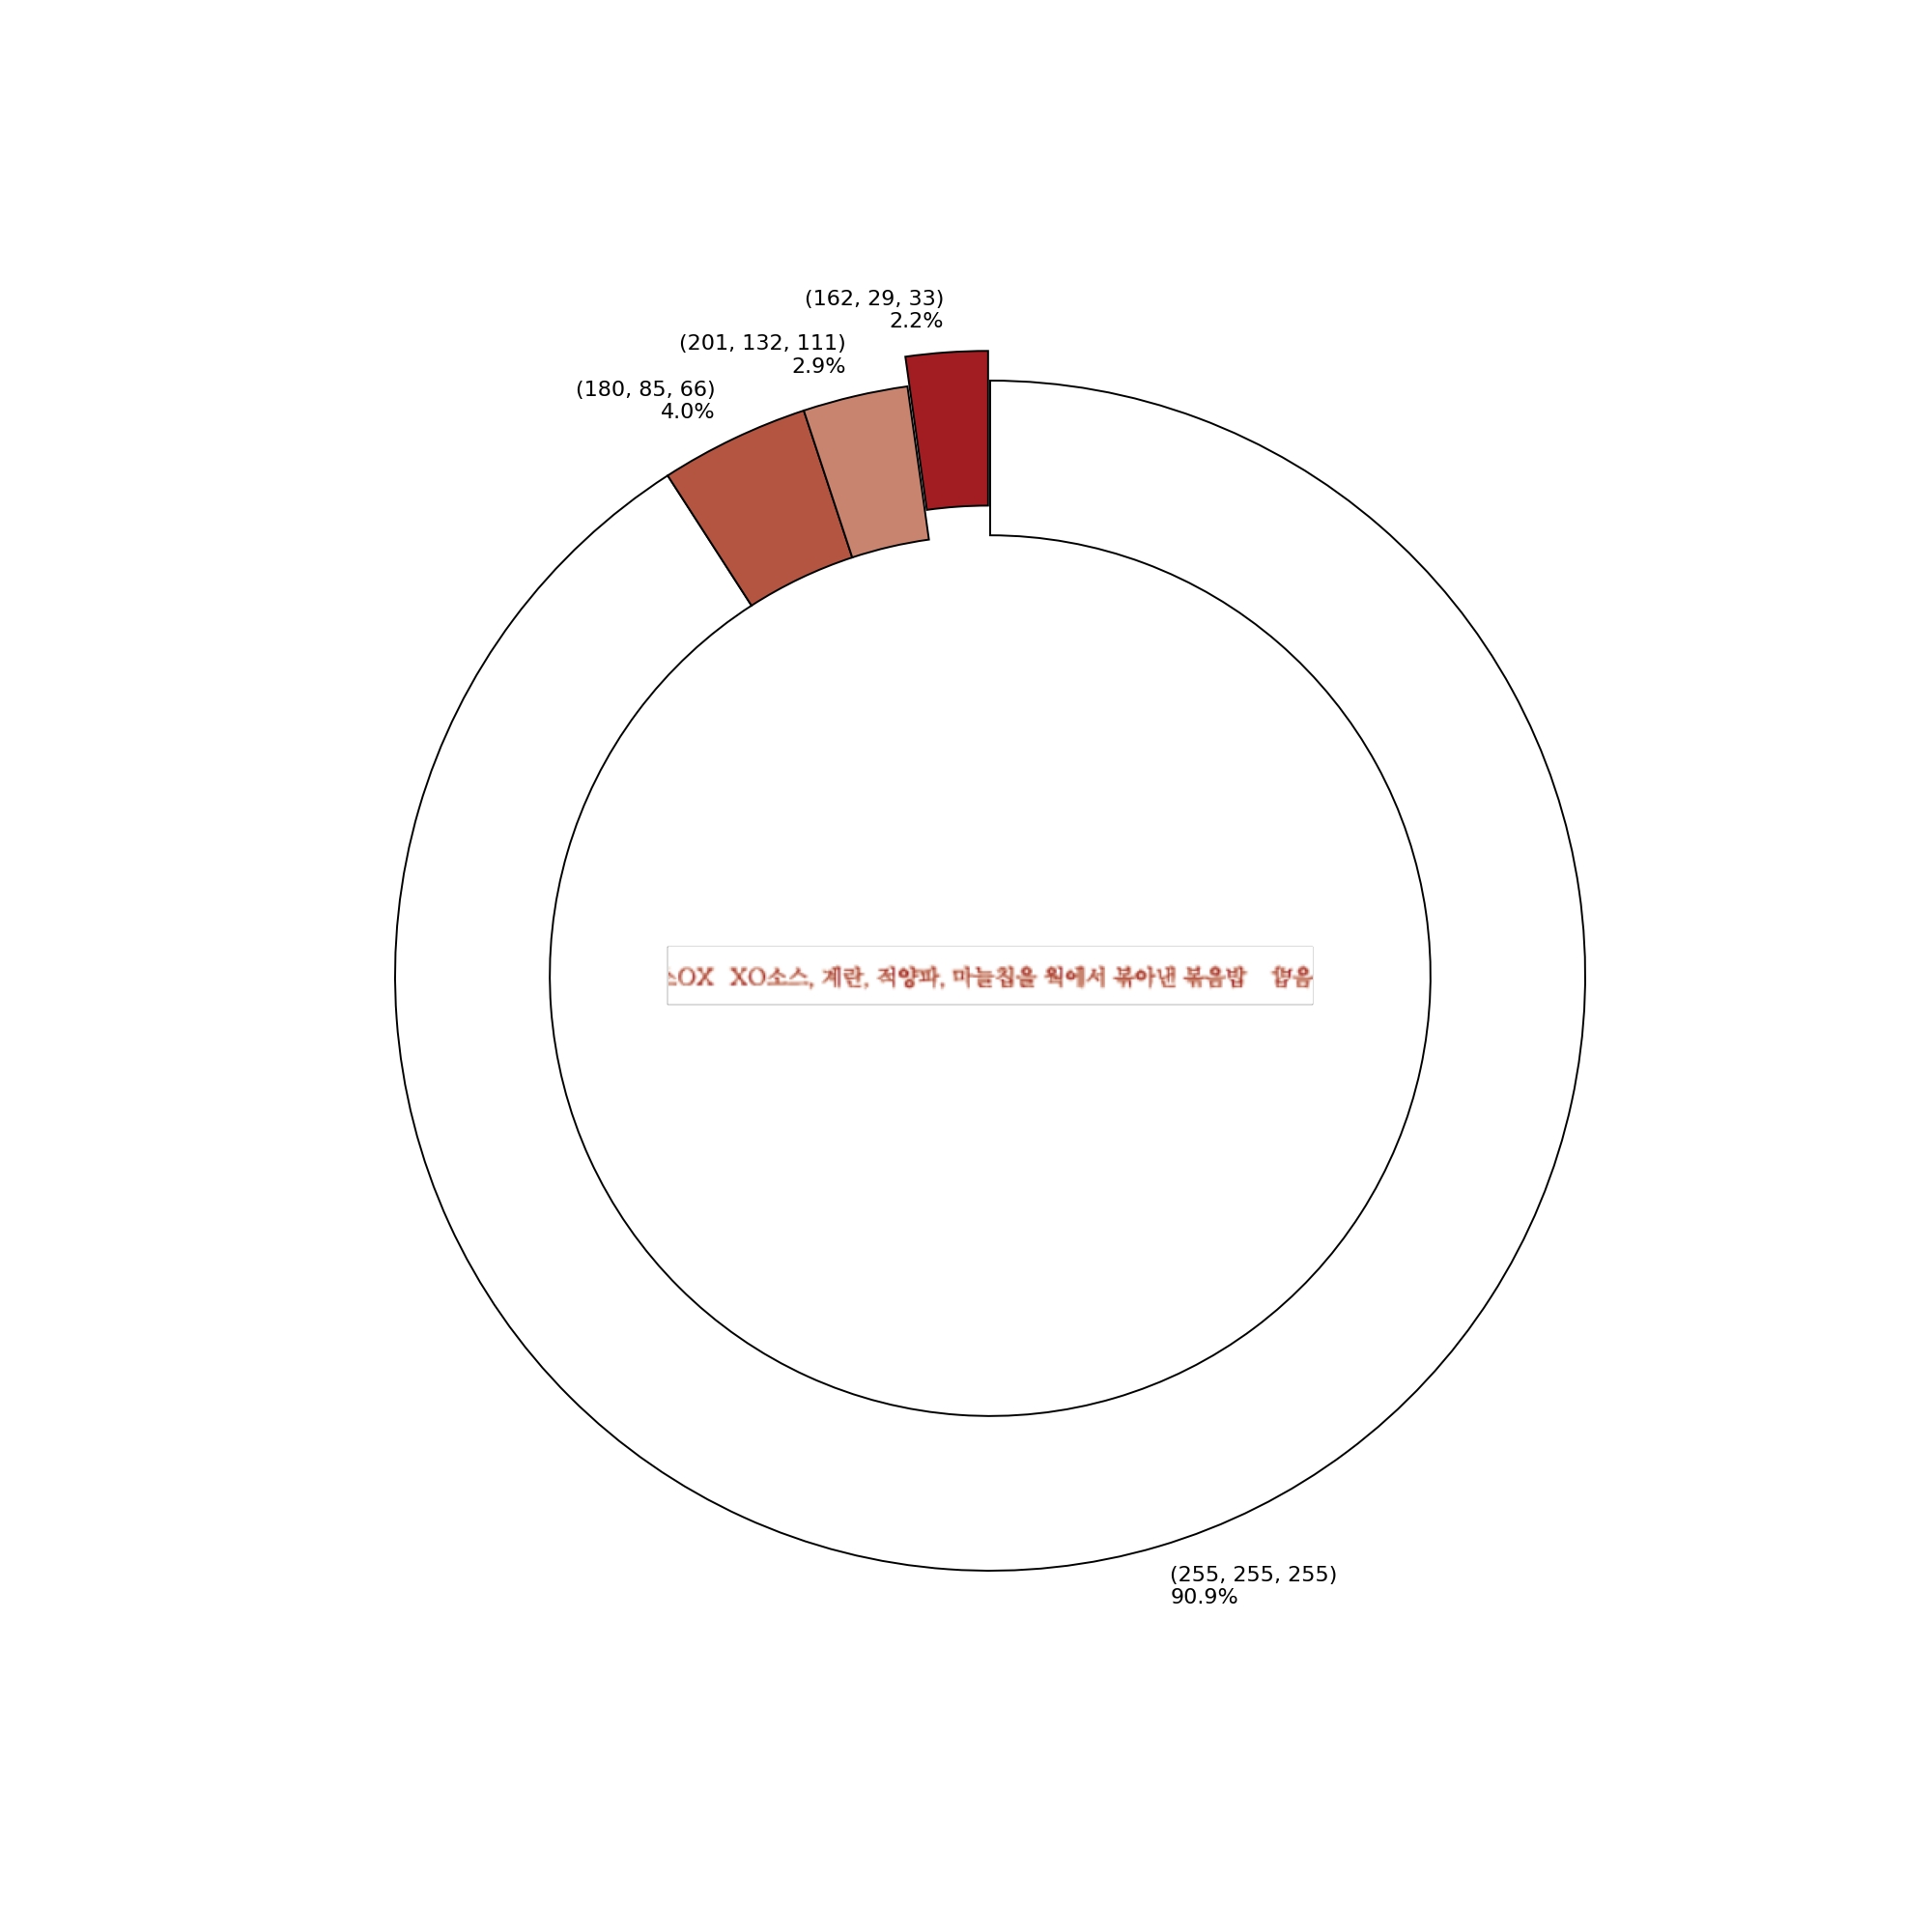 (162, 29, 33)
2.2%
(201, 132, 111)
2.9%
(180, 85, 66)
4.0%
XO XO소스, 계란, 적양파, 마늘칩을 웍에서 볶아낸 볶음밥
(255, 255, 255)
90.9%